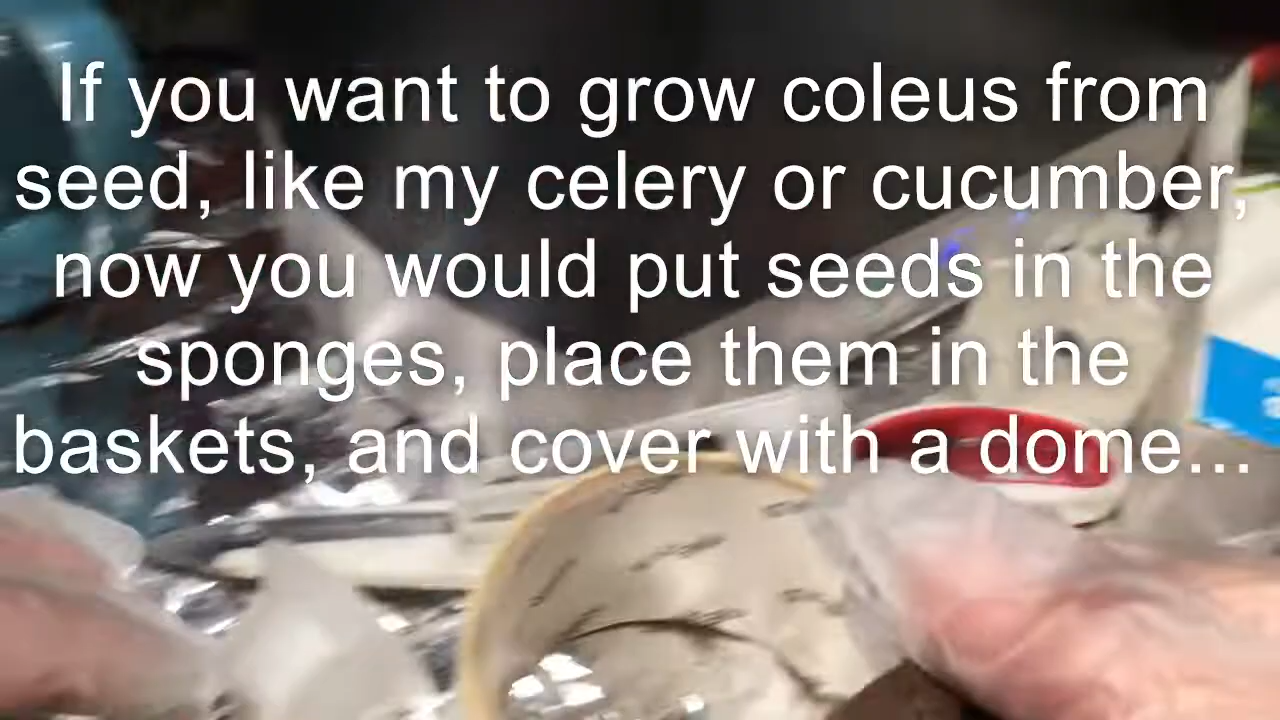 If you want to grow coleus from
seed, like my celery or cucumber,
now you would put seeds in the
sponges, place them in the
baskets, and cover with a dome...